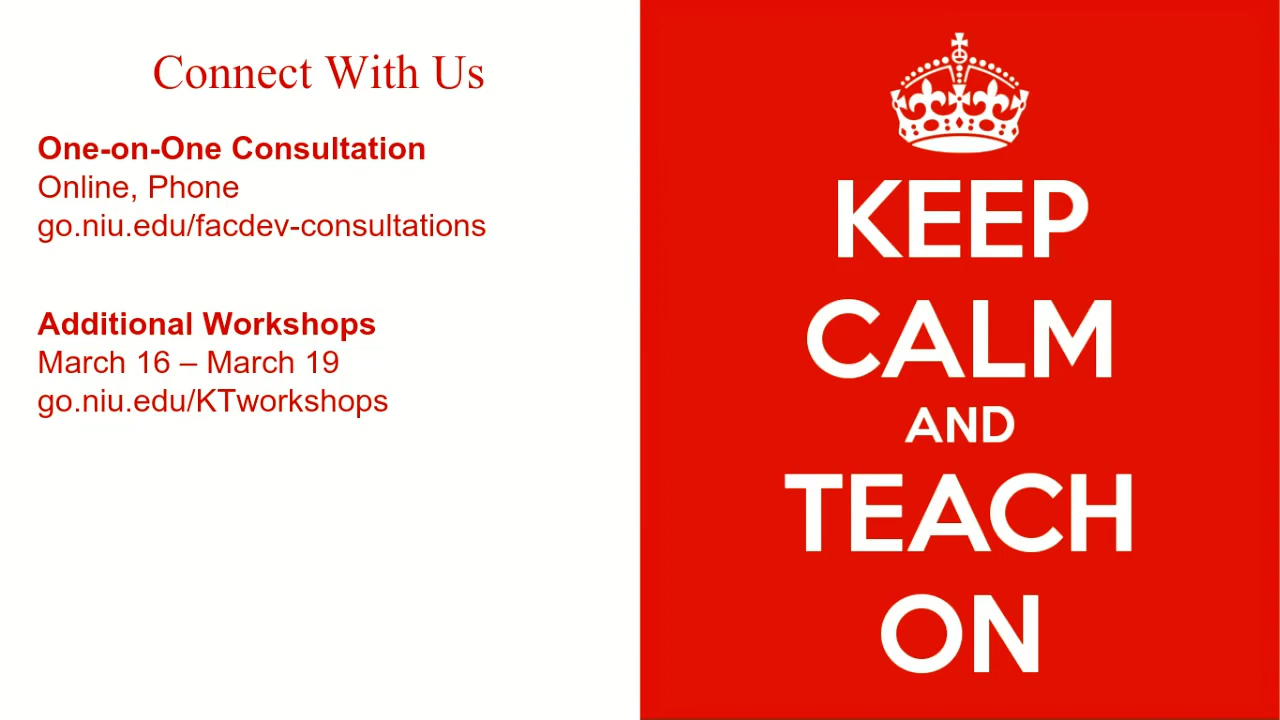 Connect With Us
One-on-One Consultation
Online, Phone
go.niu.edu/facdev-consultations
Additional Workshops
March 16 – March 19
go.niu.edu/KTworkshops
KEEP
CALM
AND
TEACH
ON